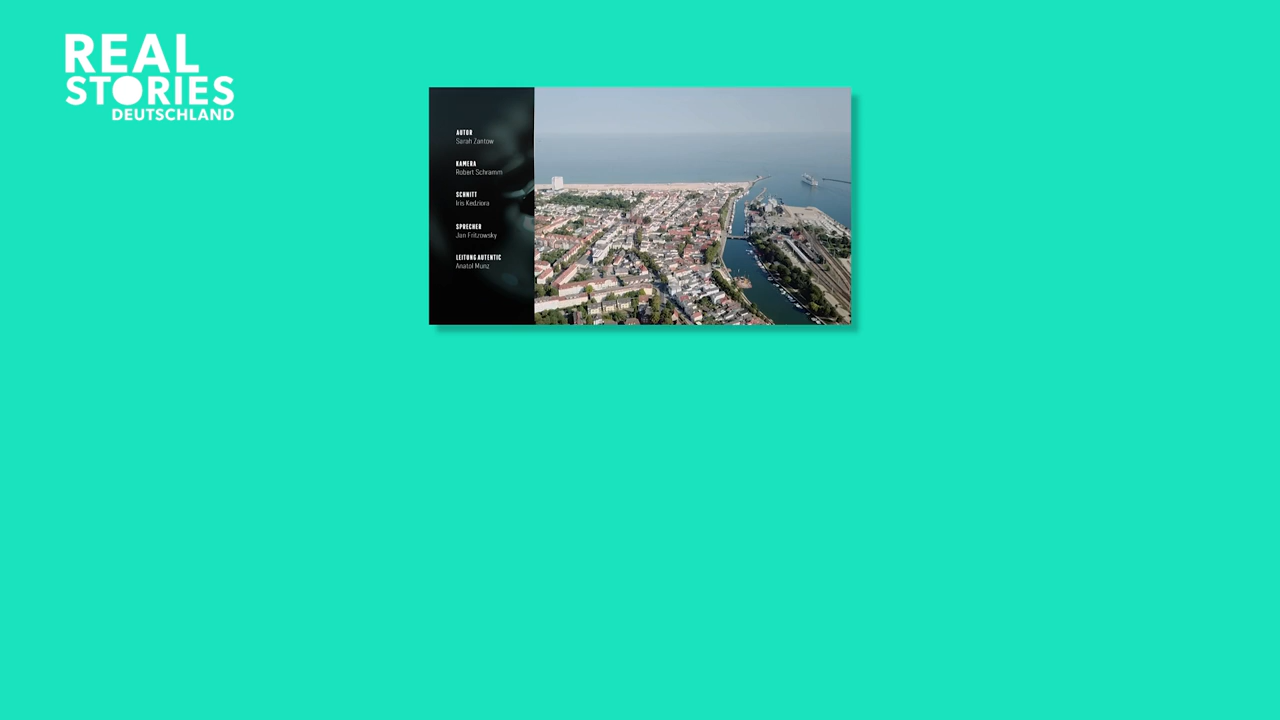 REAL
STORIES
DEUTSCHLAND
AUTOR
Sarah Zantow
KAMERA
Robert Schramm
SCHNITT
Iris Kedziora
SPRECHER
Jan Fritzowsky
LEITUNG AUTENTIC
Anatol Munz